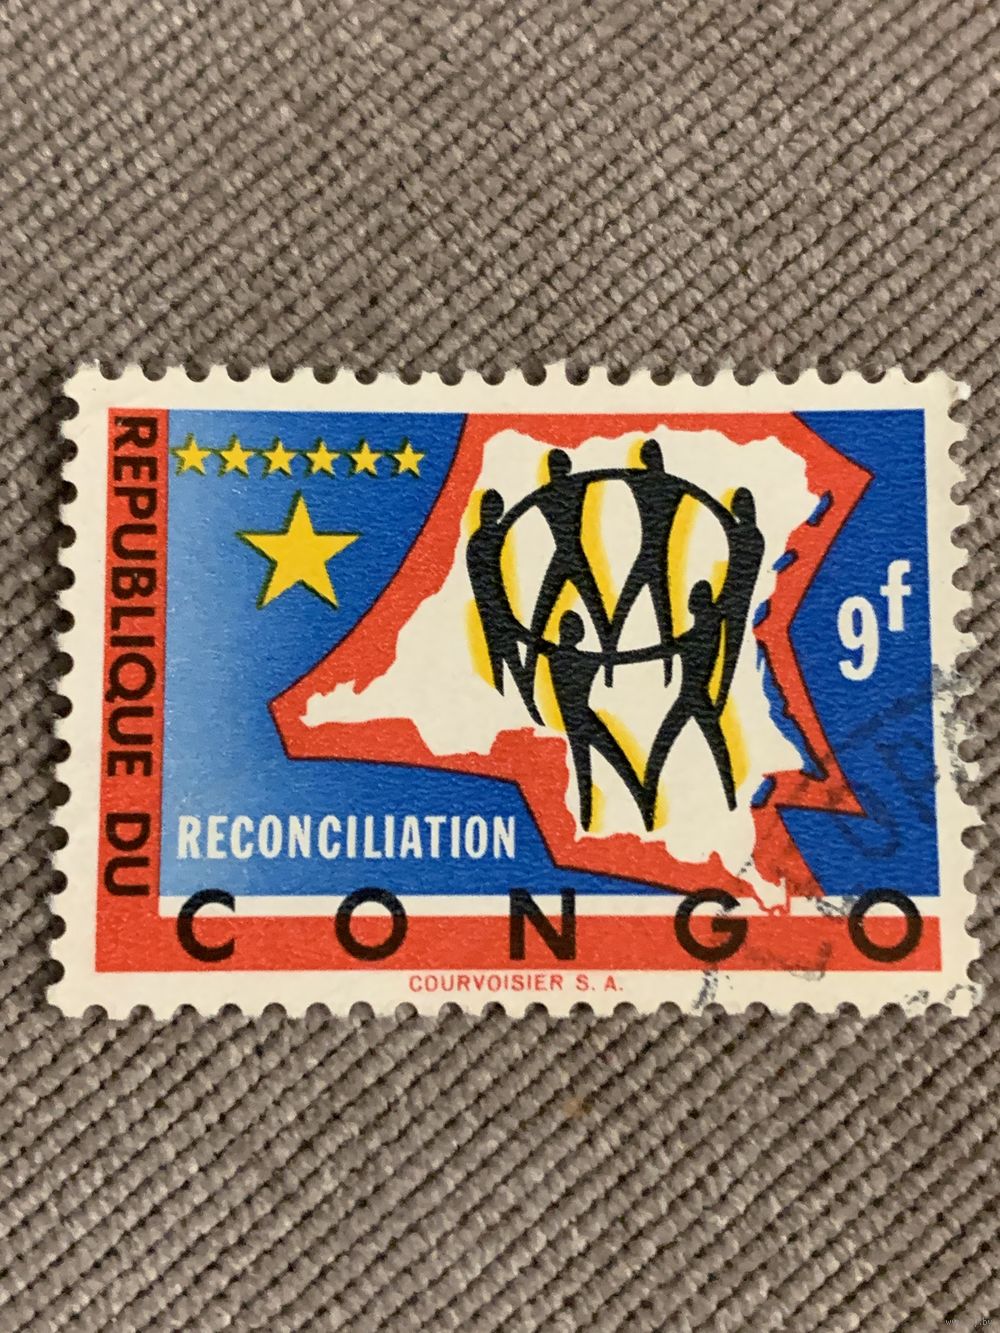 REPUBLIQUE DU
9f
RECONCILIATION
CONGO
COURVOISIER S. A.